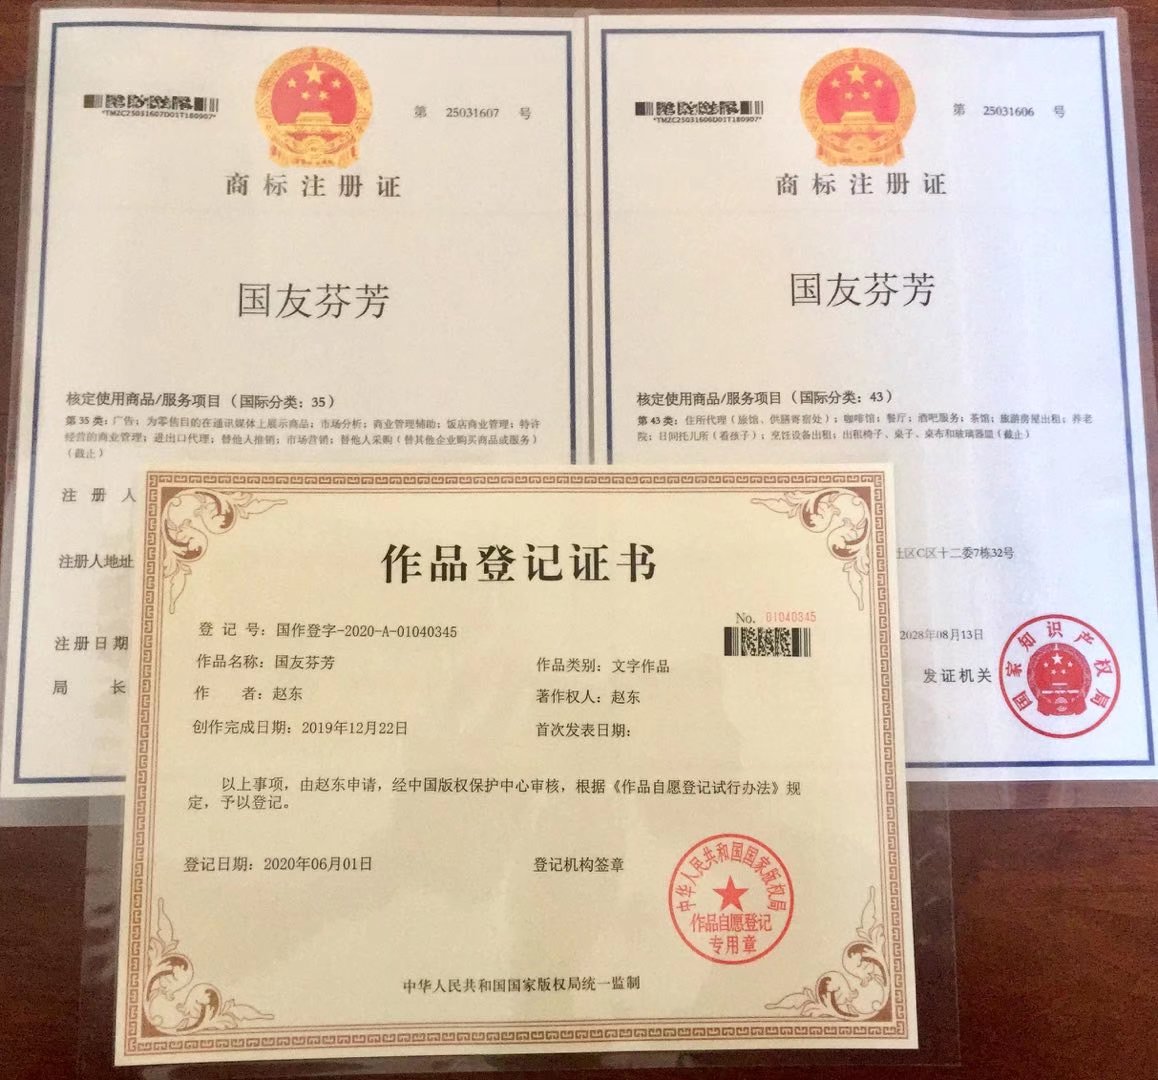 *TMZC25031607D01T180907*
第 25031607 号
商标注册证
国友芬芳
核定使用商品/服务项目（国际分类：35）
第 35 类：广告；为零售目的在通讯媒体上展示商品；市场分析；商业管理辅助；饭店商业管理；特许
经营的商业管理；进出口代理；替他人推销；市场营销；替他人采购（替其他企业购买商品或服务）
（截止）
注 册 人
注册人地址
注册日期
局 长
*TMZC25031606D01T180907*
第 25031606 号
商标注册证
国友芬芳
核定使用商品/服务项目（国际分类：43）
第 43 类：住所代理（旅馆、供膳寄宿处）；咖啡馆；餐厅；酒吧服务；茶馆；旅游房屋出租；养老
院；日间托儿所（看孩子）；烹饪设备出租；出租椅子、桌子、桌布和玻璃器皿（截止）
社区C区十二委7栋32号
2028年08月13日
发证机关
国家知识产权局
作品登记证书
No. 01040345
登 记 号：国作登字-2020-A-01040345
作品名称：国友芬芳
作品类别：文字作品
作 者：赵东
著作权人：赵东
创作完成日期：2019年12月22日
首次发表日期：
以上事项，由赵东申请，经中国版权保护中心审核，根据《作品自愿登记试行办法》规
定，予以登记。
登记日期：2020年06月01日
登记机构签章
中华人民共和国国家版权局
作品自愿登记
专用章
中华人民共和国国家版权局统一监制